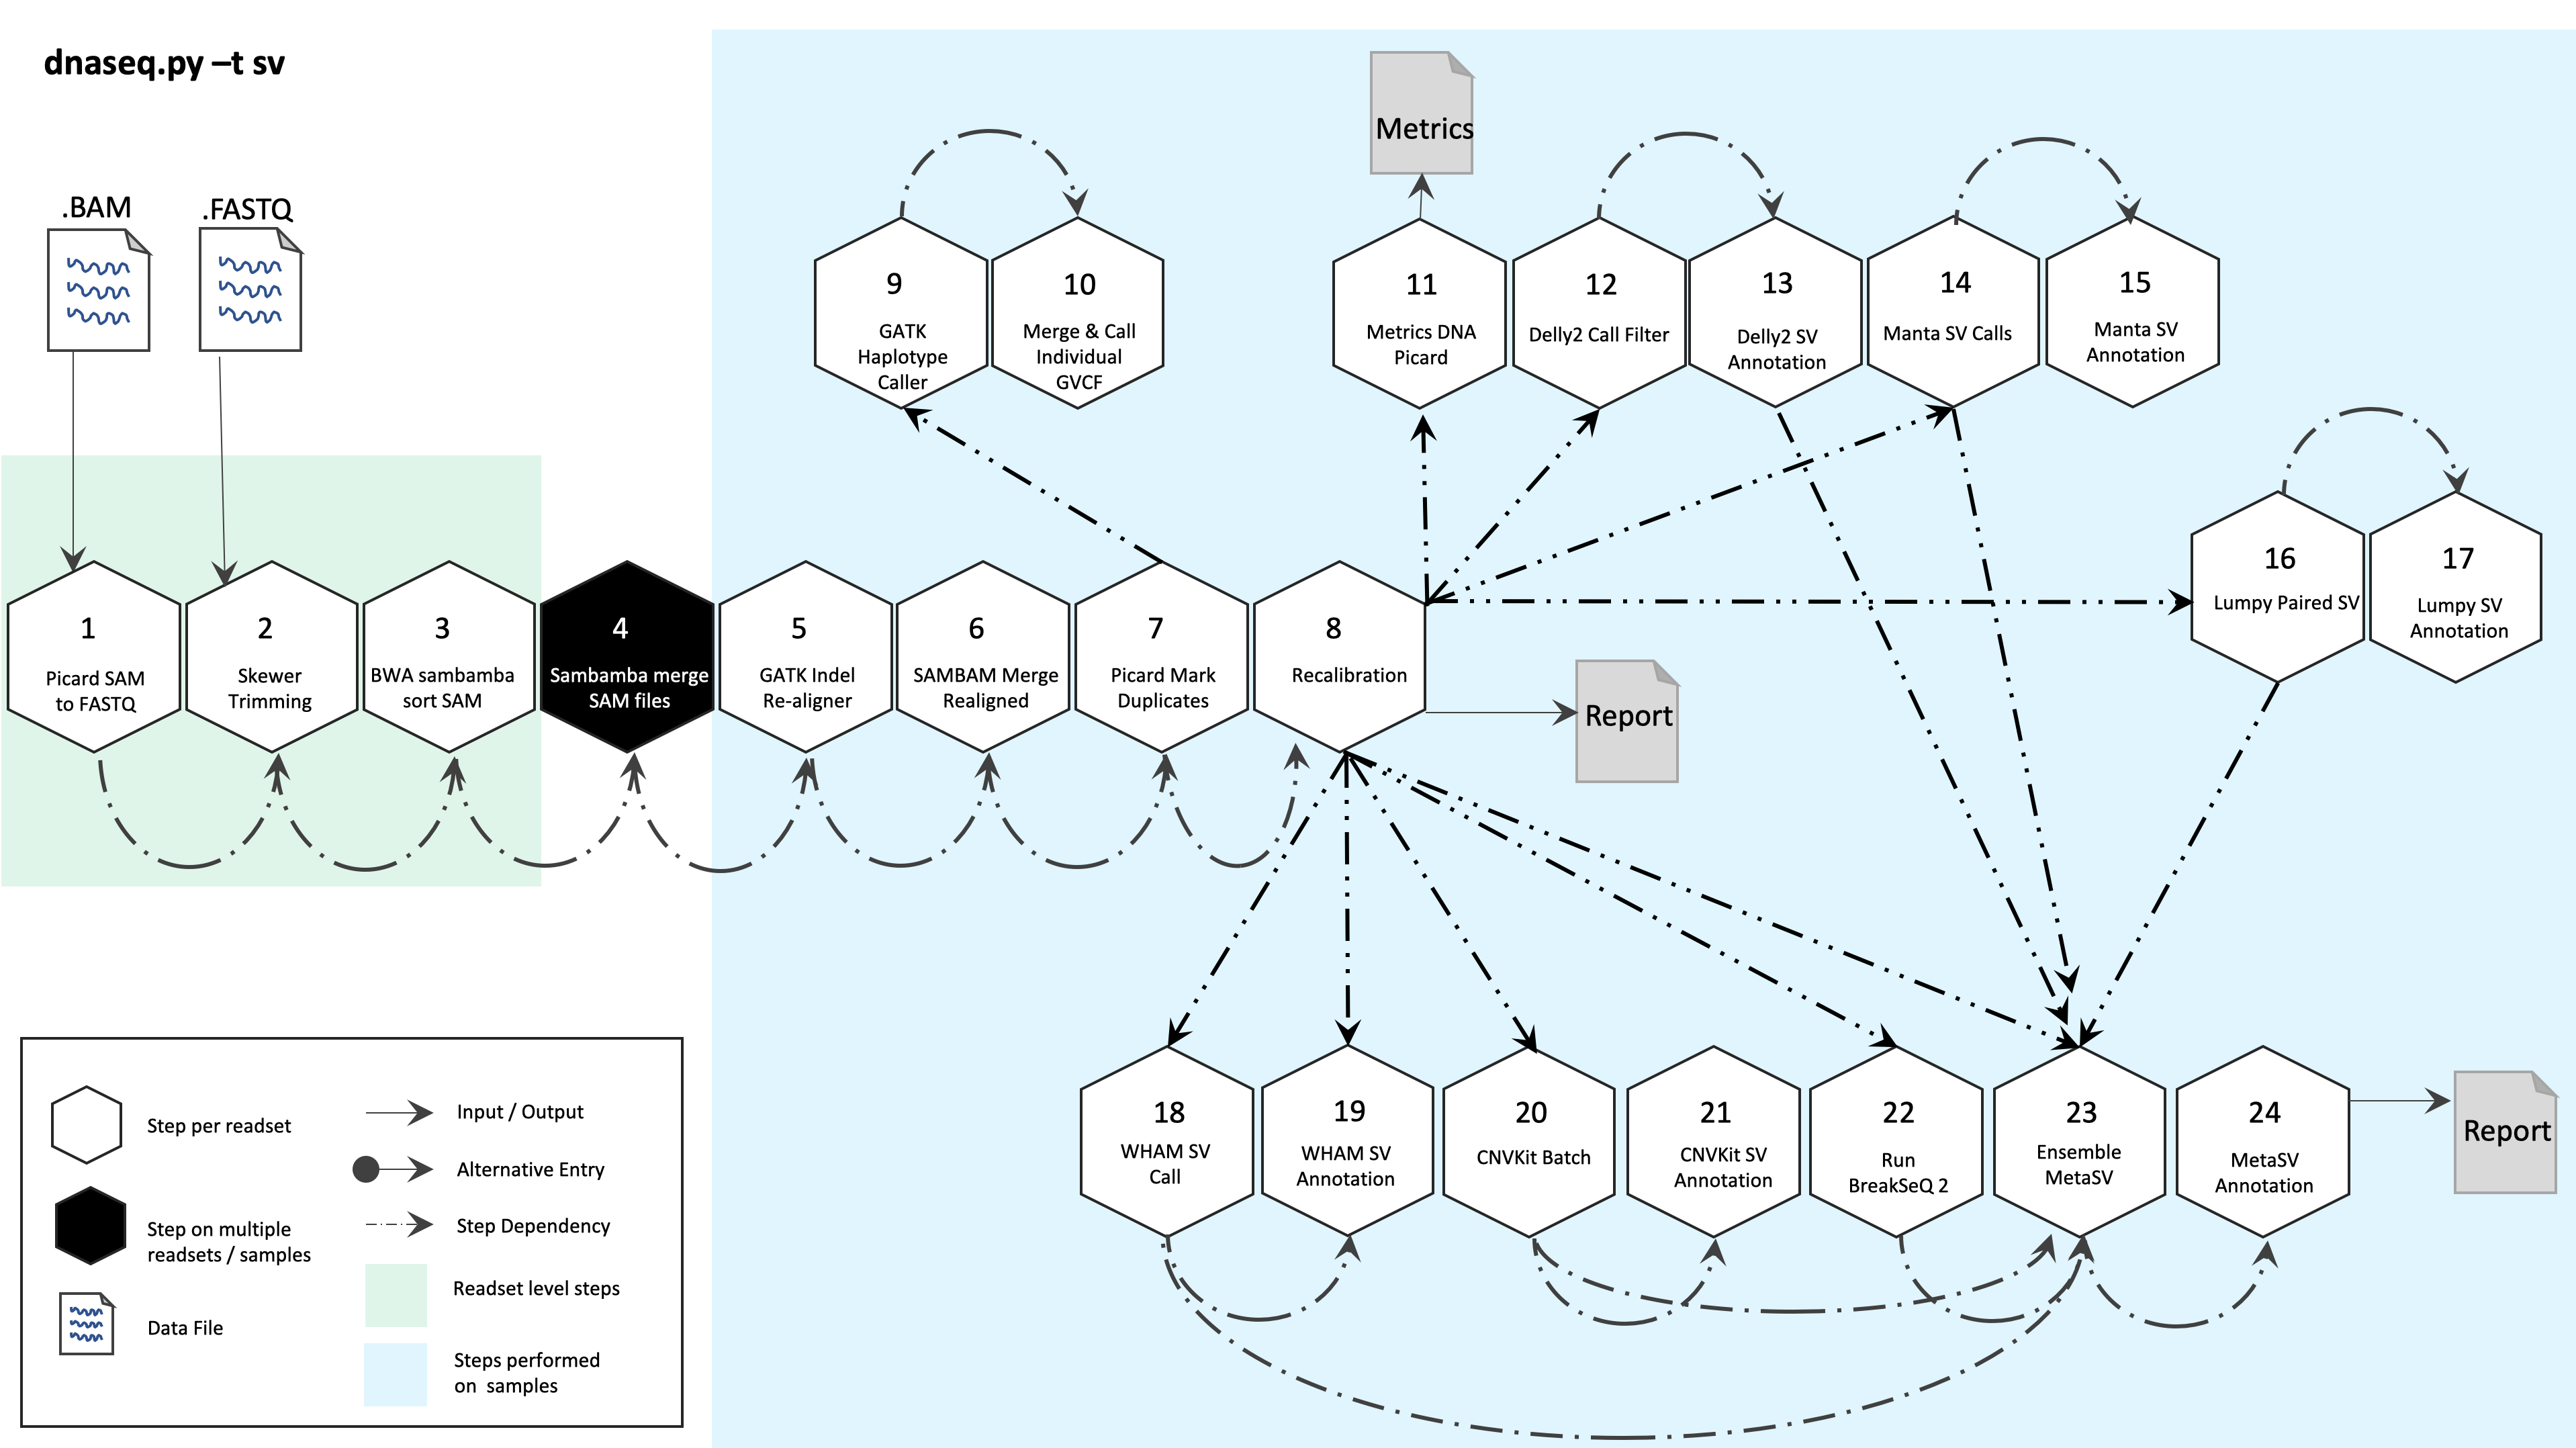 dnaseq.py –t sv
.BAM
.FASTQ
Metrics
9
GATK
Haplotype
Caller
10
Merge & Call
Individual
GVCF
11
Metrics DNA
Picard
12
Delly2 Call Filter
13
Delly2 SV
Annotation
14
Manta SV Calls
15
Manta SV
Annotation
16
Lumpy Paired SV
17
Lumpy SV
Annotation
1
Picard SAM
to FASTQ
2
Skewer
Trimming
3
BWA sambamba
sort SAM
4
Sambamba merge
SAM files
5
GATK Indel
Re-aligner
6
SAMBAM Merge
Realigned
7
Picard Mark
Duplicates
8
Recalibration
Report
18
WHAM SV
Call
19
WHAM SV
Annotation
20
CNVKit Batch
21
CNVKit SV
Annotation
22
Run
BreakSeQ 2
23
Ensemble
MetaSV
24
MetaSV
Annotation
Report
Step per readset
Step on multiple
readsets / samples
Data File
Input / Output
Alternative Entry
Step Dependency
Readset level steps
Steps performed
on samples